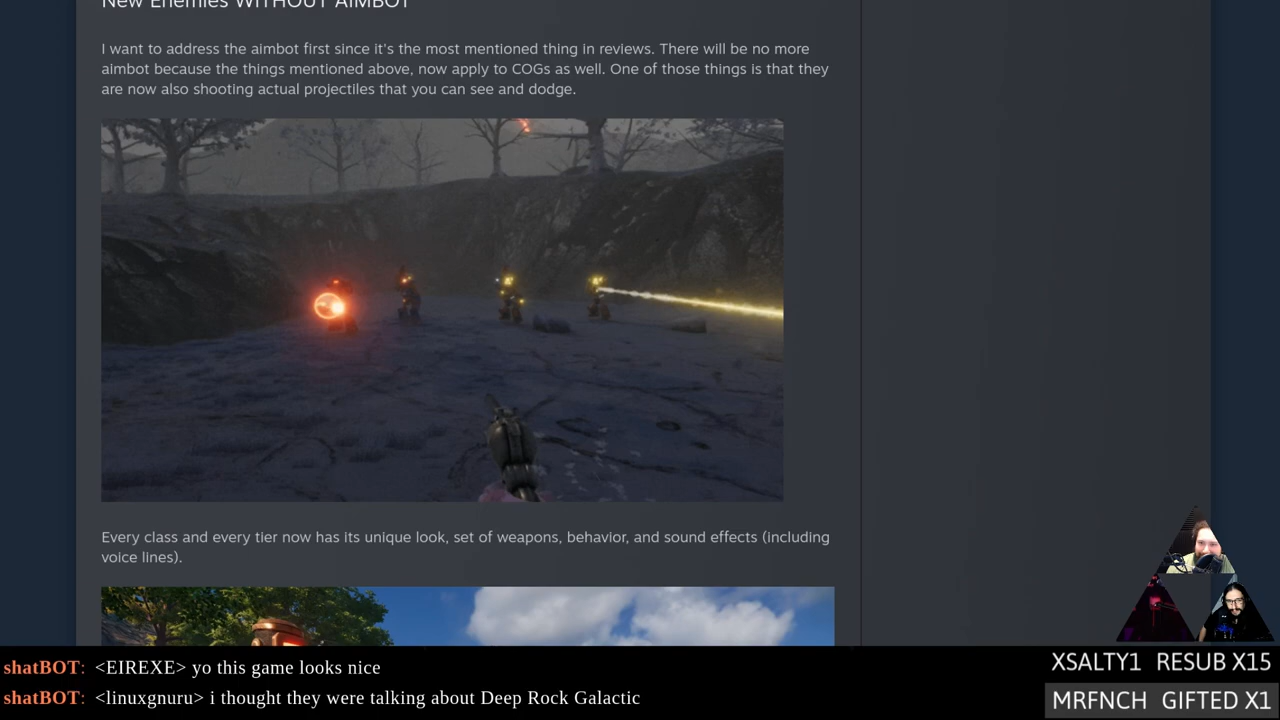 New Enemies WITHOUT AIMBOT
I want to address the aimbot first since it's the most mentioned thing in reviews. There will be no more
aimbot because the things mentioned above, now apply to COGs as well. One of those things is that they
are now also shooting actual projectiles that you can see and dodge.
Every class and every tier now has its unique look, set of weapons, behavior, and sound effects (including
voice lines).
shatBOT: <EIREXE> yo this game looks nice
shatBOT: <linuxgnuru> i thought they were talking about Deep Rock Galactic
XSALTY1 RESUB X15
MRFNCH GIFTED X1